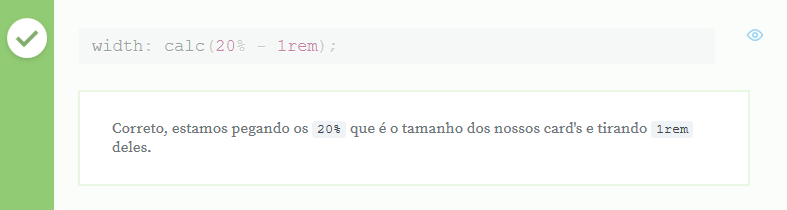 width: calc(20% - 1rem);
Correto, estamos pegando os 20% que é o tamanho dos nossos card's e tirando 1rem
deles.